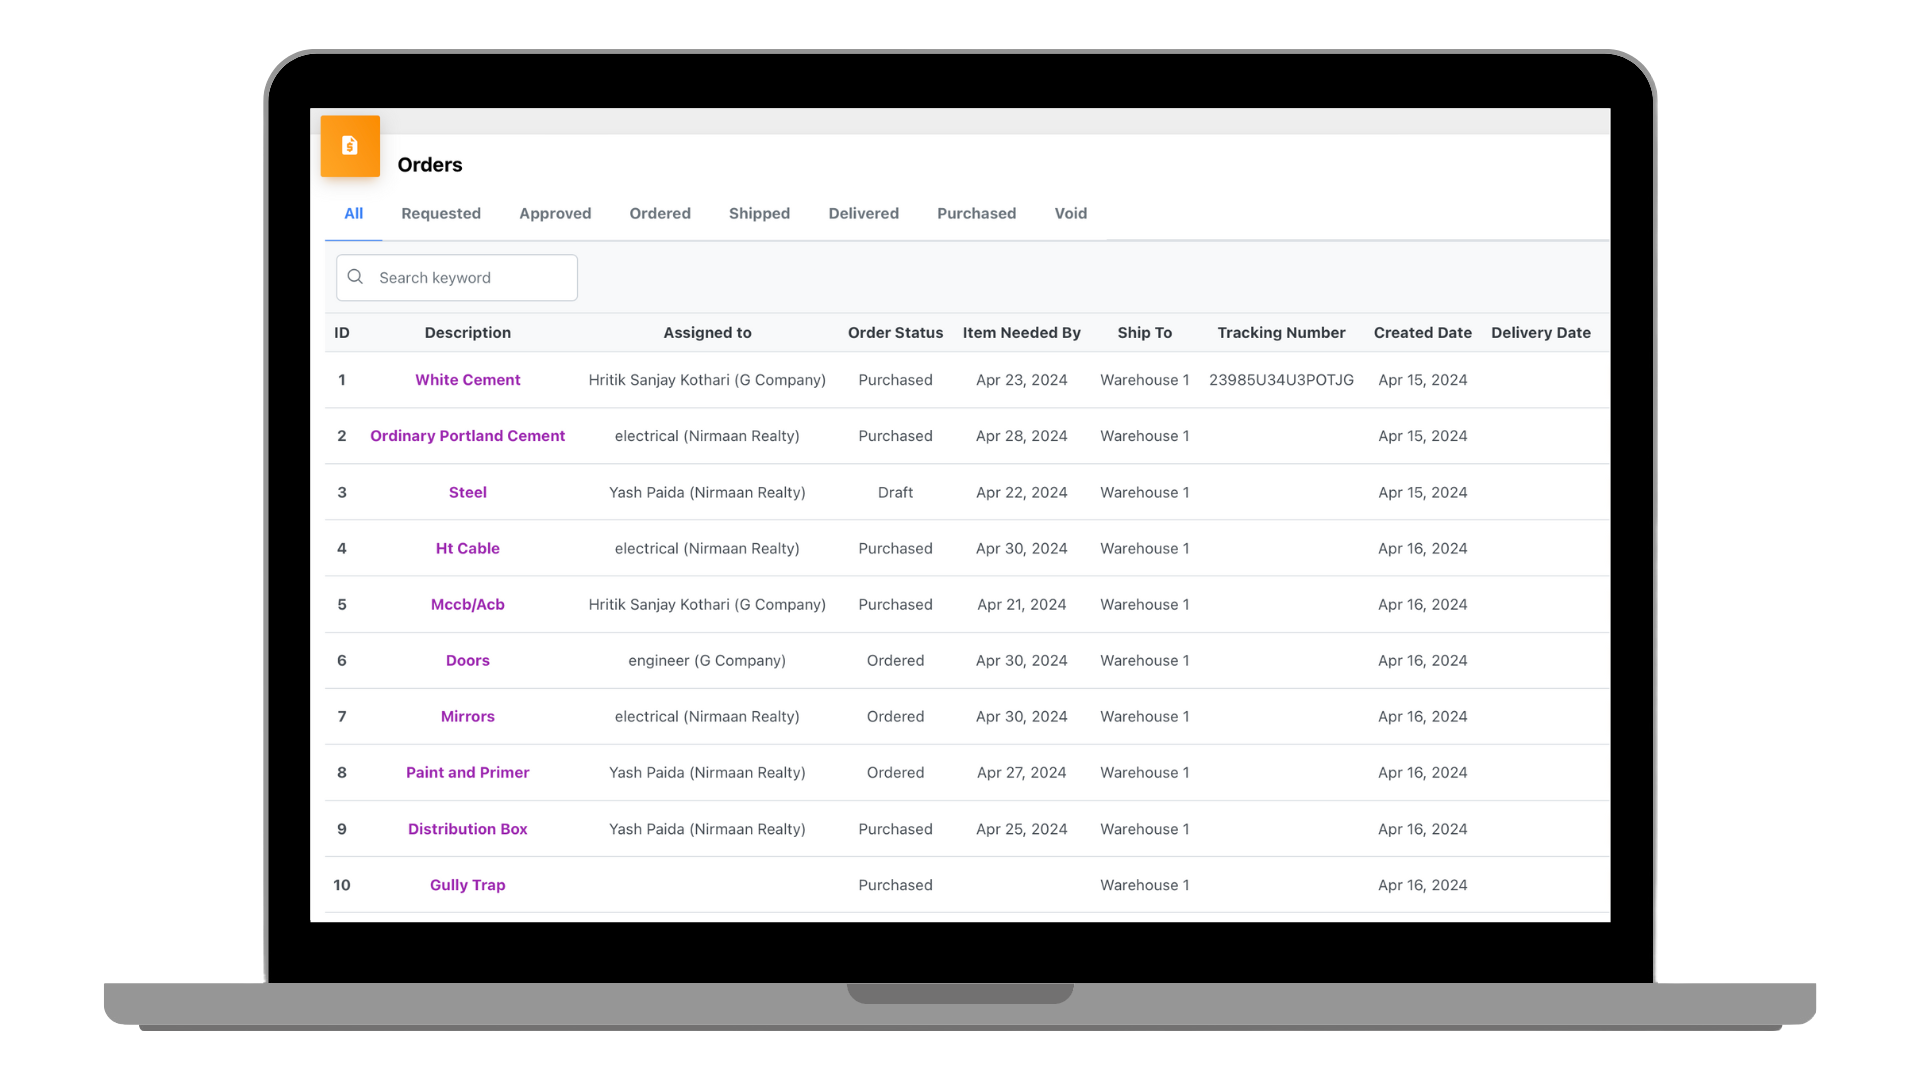 Orders
All Requested Approved Ordered Shipped Delivered Purchased Void
Search keyword
ID Description Assigned to Order Status Item Needed By Ship To Tracking Number Created Date Delivery Date
1 White Cement Hritik Sanjay Kothari (G Company) Purchased Apr 23, 2024 Warehouse 1 23985U34U3POTJG Apr 15, 2024
2 Ordinary Portland Cement electrical (Nirmaan Realty) Purchased Apr 28, 2024 Warehouse 1 Apr 15, 2024
3 Steel Yash Paida (Nirmaan Realty) Draft Apr 22, 2024 Warehouse 1 Apr 15, 2024
4 Ht Cable electrical (Nirmaan Realty) Purchased Apr 30, 2024 Warehouse 1 Apr 16, 2024
5 Mccb/Acb Hritik Sanjay Kothari (G Company) Purchased Apr 21, 2024 Warehouse 1 Apr 16, 2024
6 Doors engineer (G Company) Ordered Apr 30, 2024 Warehouse 1 Apr 16, 2024
7 Mirrors electrical (Nirmaan Realty) Ordered Apr 30, 2024 Warehouse 1 Apr 16, 2024
8 Paint and Primer Yash Paida (Nirmaan Realty) Ordered Apr 27, 2024 Warehouse 1 Apr 16, 2024
9 Distribution Box Yash Paida (Nirmaan Realty) Purchased Apr 25, 2024 Warehouse 1 Apr 16, 2024
10 Gully Trap Purchased Warehouse 1 Apr 16, 2024